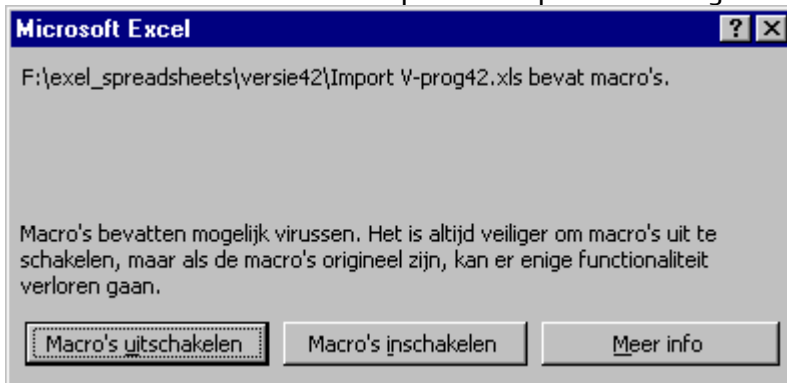 Microsoft Excel
F:\exel_spreadsheets\versie42\Import V-prog42.xls bevat macro's.
Macro's bevatten mogelijk virussen. Het is altijd veiliger om macro's uit te
schakelen, maar als de macro's origineel zijn, kan er enige functionaliteit
verloren gaan.
Macro's uitschakelen Macro's inschakelen Meer info